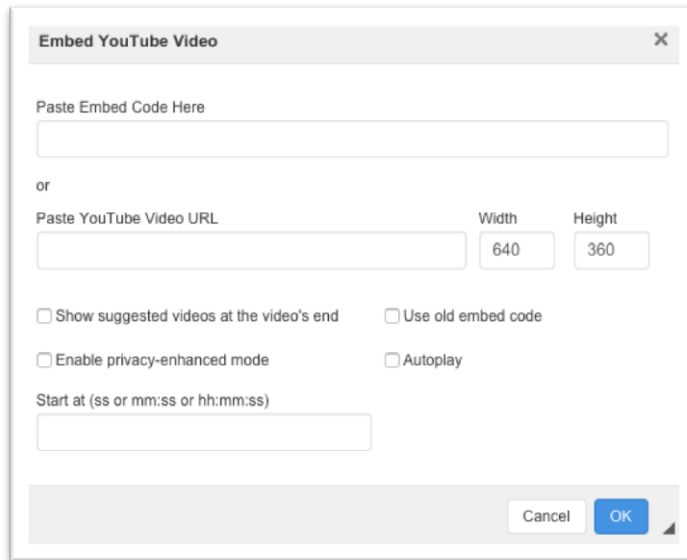 Embed YouTube Video
Paste Embed Code Here
or
Paste YouTube Video URL Width Height
640 360
Show suggested videos at the video's end Use old embed code
Enable privacy-enhanced mode Autoplay
Start at (ss or mm:ss or hh:mm:ss)
Cancel OK